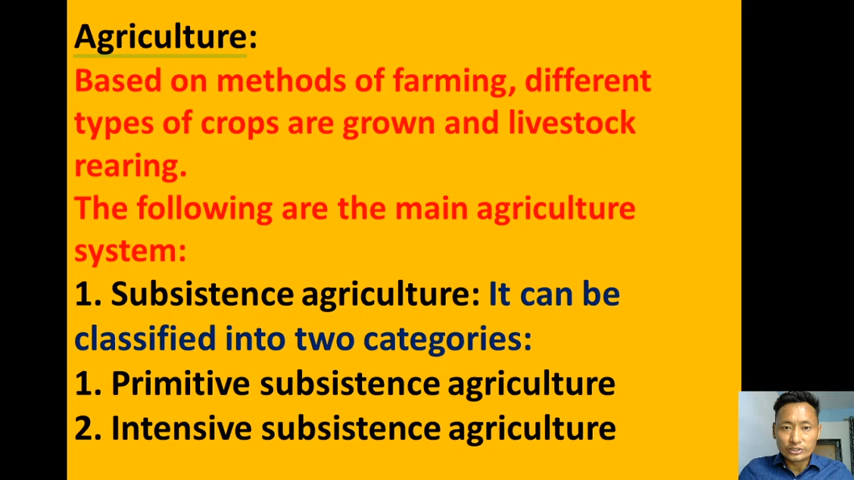 Agriculture:
Based on methods of farming, different
types of crops are grown and livestock
rearing.
The following are the main agriculture
system:
1. Subsistence agriculture: It can be
classified into two categories:
1. Primitive subsistence agriculture
2. Intensive subsistence agriculture